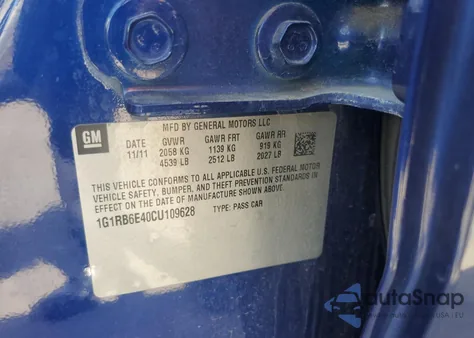 MFD BY GENERAL MOTORS LLC
GM
DATE GVWR GAWR FRT GAWR RR
11/11 2058 KG 1139 KG 919 KG
4539 LB 2512 LB 2027 LB
THIS VEHICLE CONFORMS TO ALL APPLICABLE U.S. FEDERAL MOTOR
VEHICLE SAFETY, BUMPER, AND THEFT PREVENTION STANDARDS IN
EFFECT ON THE DATE OF MANUFACTURE SHOWN ABOVE.
1G1RB6E40CU109628 TYPE: PASS CAR
dutaSnap